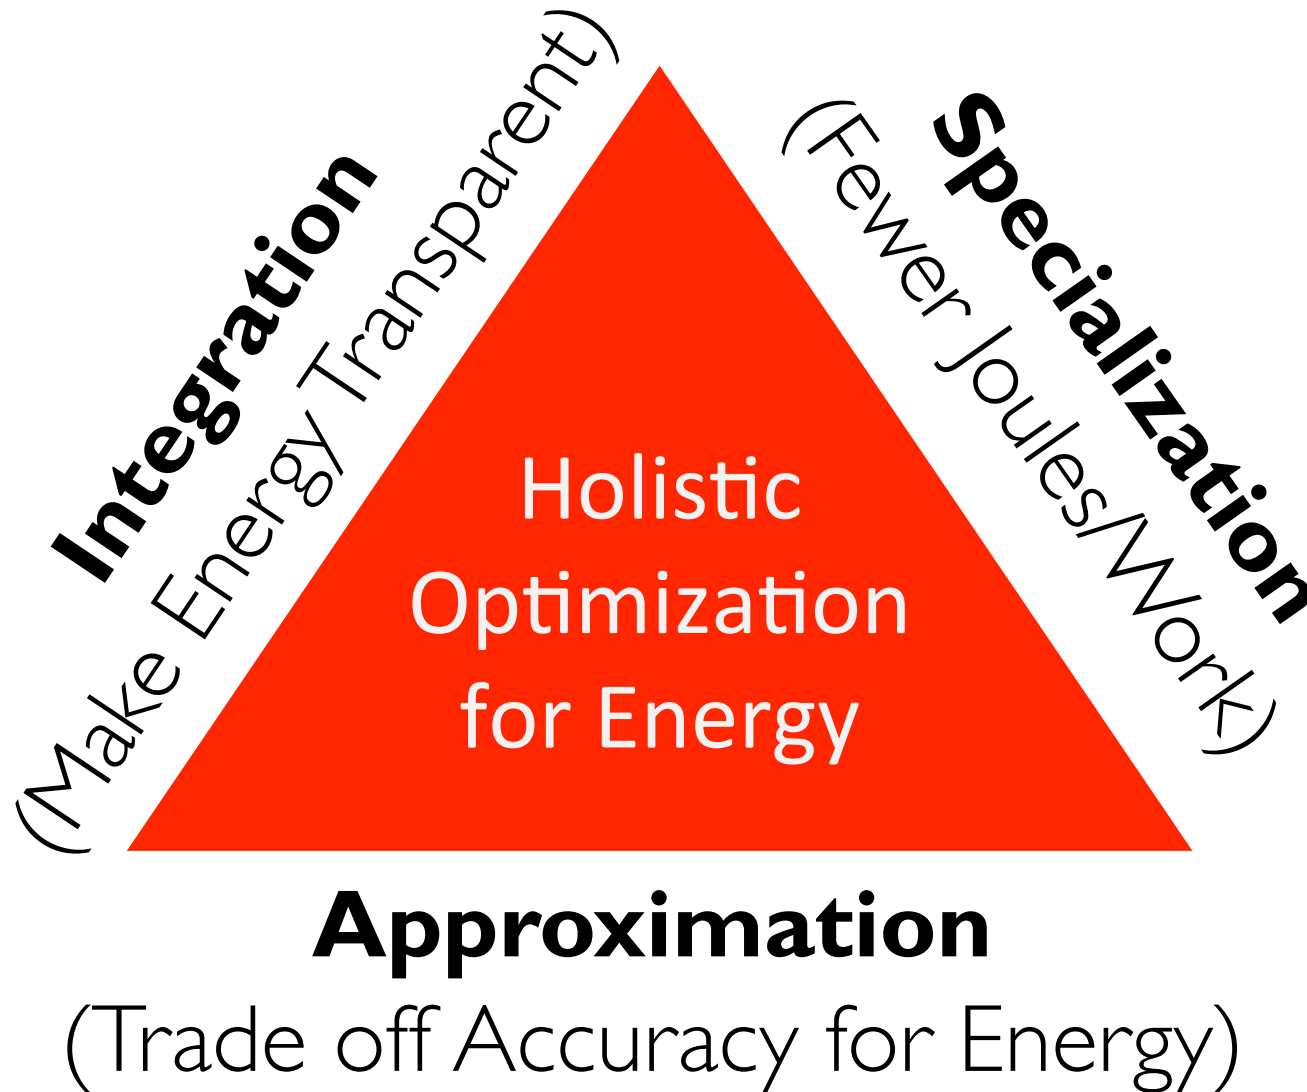 Integration
(Make Energy Transparent)
Specialization
(Fewer Joules/Work)
Holistic
Optimization
for Energy
Approximation
(Trade off Accuracy for Energy)